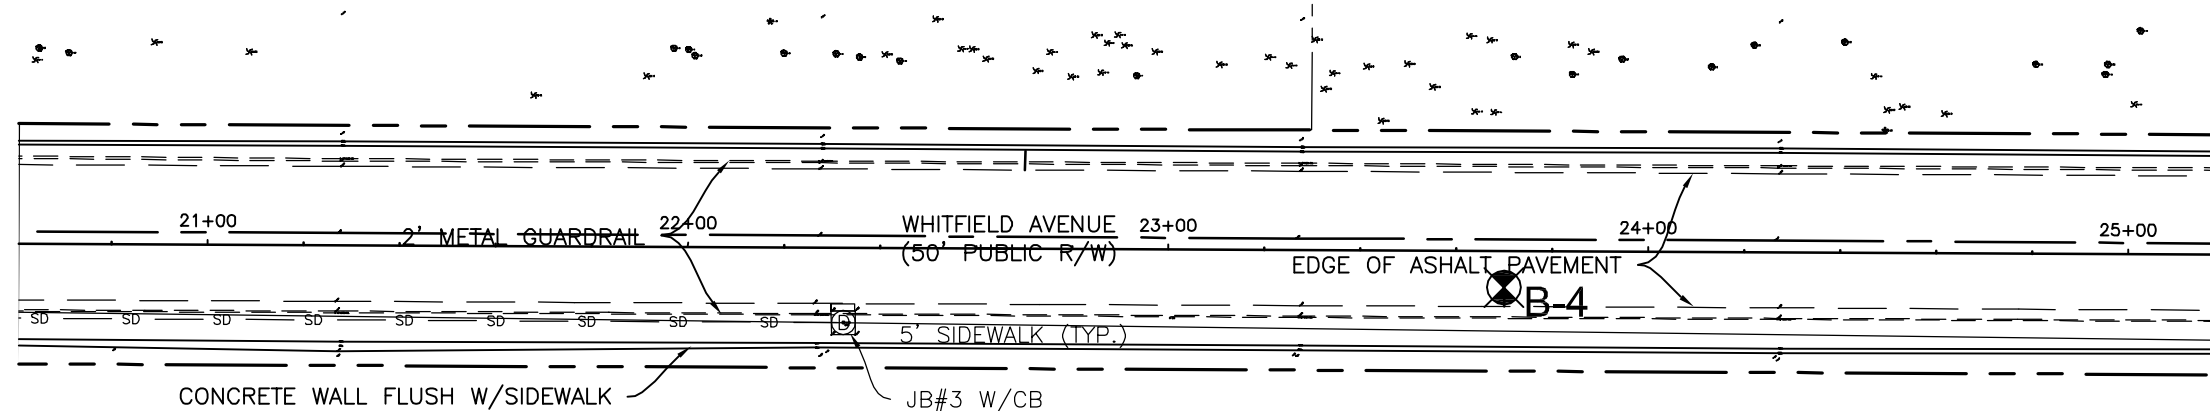 21+00
22+00
WHITFIELD AVENUE
(50' PUBLIC R/W)
23+00
24+00
25+00
2' METAL GUARDRAIL
EDGE OF ASHALT PAVEMENT
B-4
SD SD SD SD SD SD SD SD SD
D
5' SIDEWALK (TYP.)
CONCRETE WALL FLUSH W/SIDEWALK
JB#3 W/CB